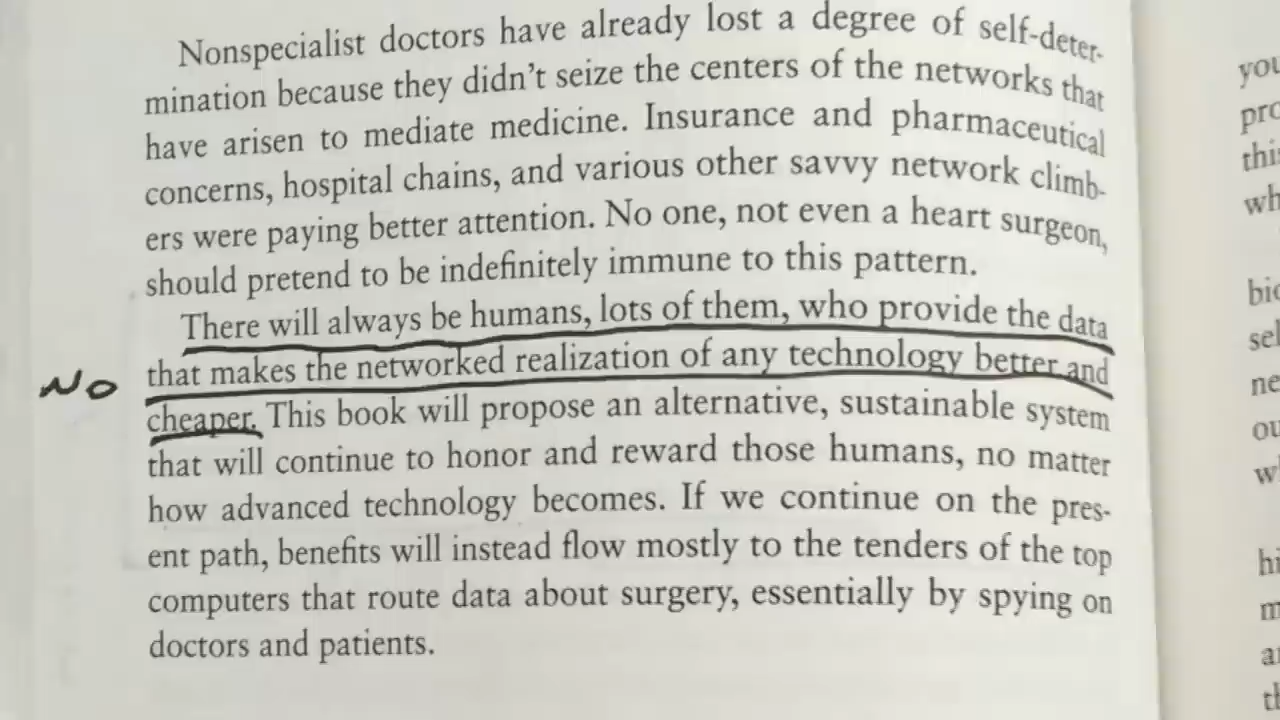 Nonspecialist doctors have already lost a degree of self-deter-
mination because they didn't seize the centers of the networks that
have arisen to mediate medicine. Insurance and pharmaceutical
concerns, hospital chains, and various other savvy network climb-
ers were paying better attention. No one, not even a heart surgeon,
should pretend to be indefinitely immune to this pattern.
There will always be humans, lots of them, who provide the data
NO
that makes the networked realization of any technology better and
cheaper. This book will propose an alternative, sustainable system
that will continue to honor and reward those humans, no matter
how advanced technology becomes. If we continue on the pres-
ent path, benefits will instead flow mostly to the tenders of the top
computers that route data about surgery, essentially by spying on
doctors and patients.